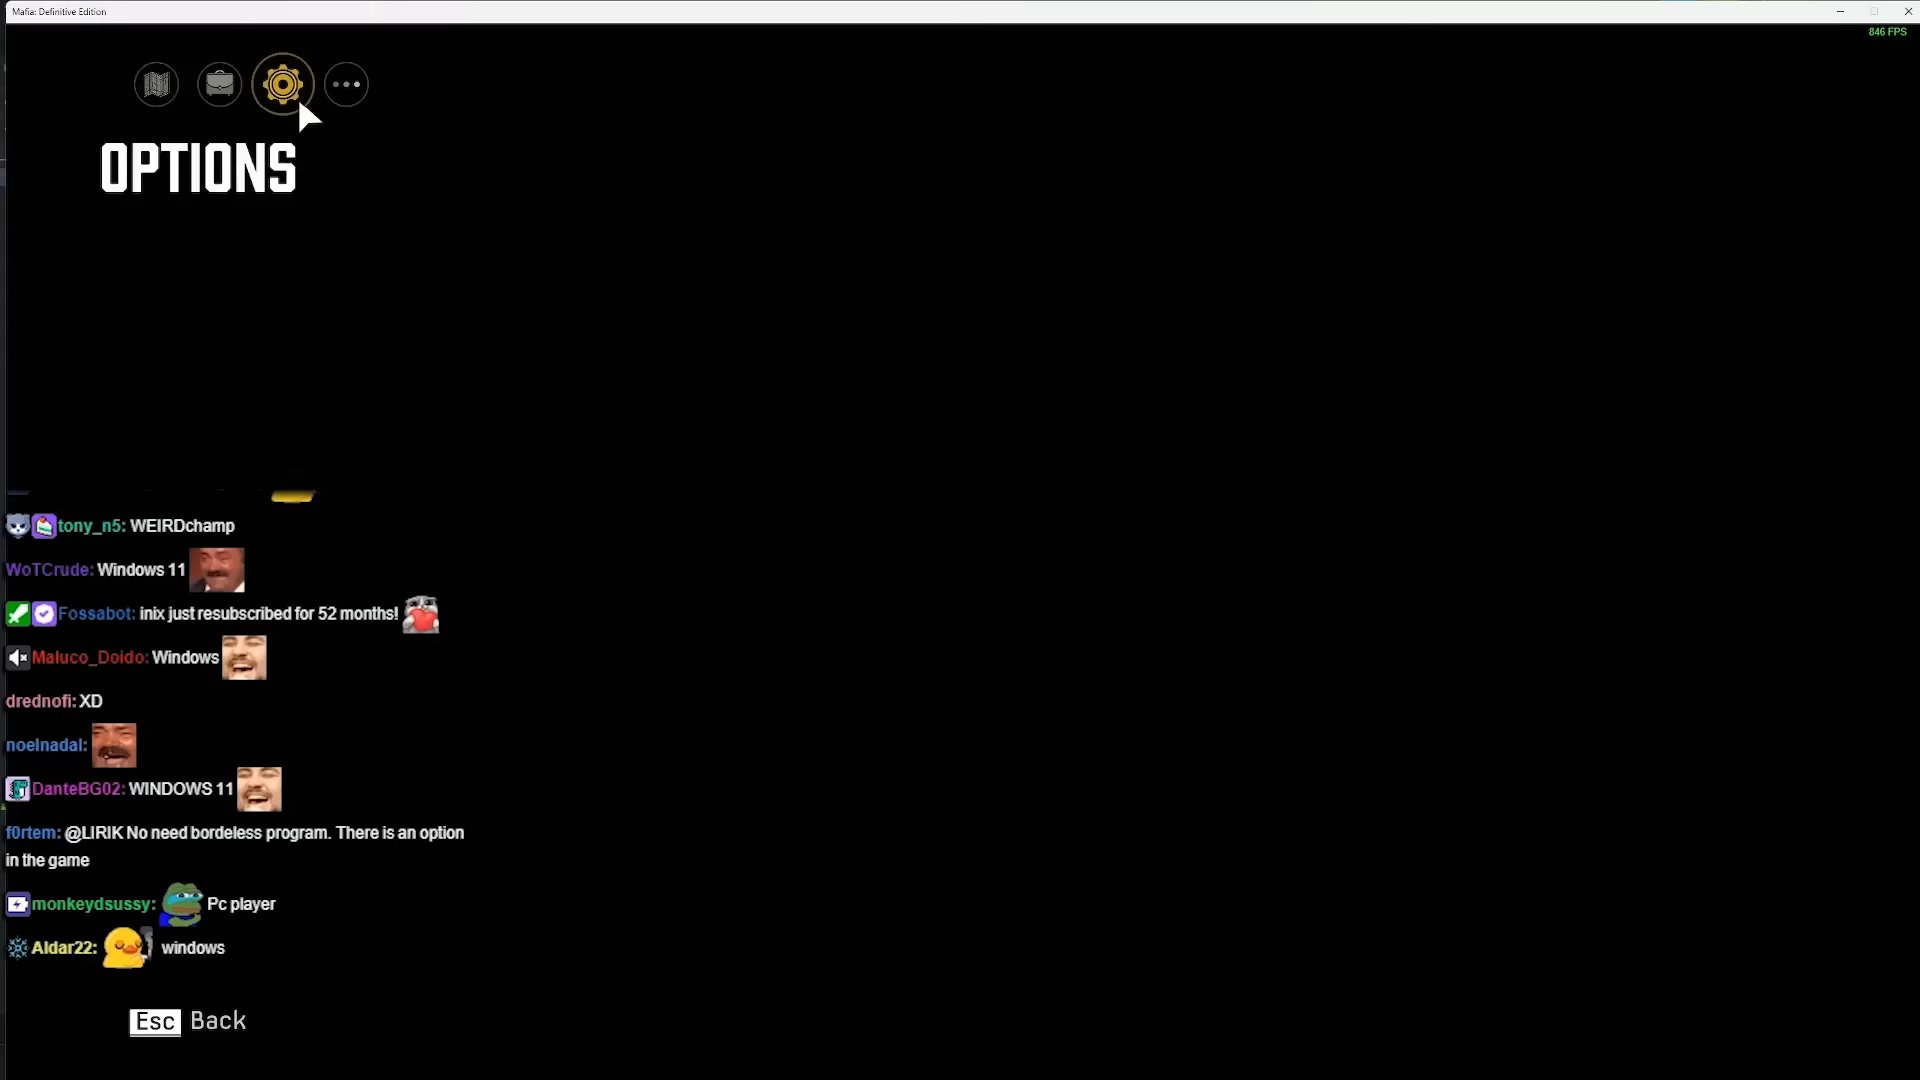 Mafia: Definitive Edition
846 FPS
OPTIONS
tony_n5: WEIRDchamp
WoTCrude: Windows 11
Fossabot: inix just resubscribed for 52 months!
Maluco_Doido: Windows
drednofi: XD
noelnadal:
DanteBG02: WINDOWS 11
f0rtem: @LIRIK No need bordeless program. There is an option
in the game
monkeydsussy: Pc player
Aldar22: windows
Esc Back